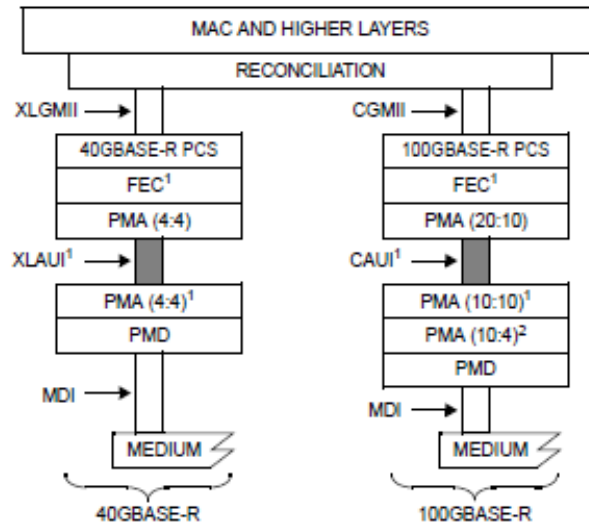 MAC AND HIGHER LAYERS
RECONCILIATION
XLGMII
CGMII
40GBASE-R PCS
100GBASE-R PCS
FEC¹
FEC¹
PMA (4:4)
PMA (20:10)
XLAUI¹
CAUI¹
PMA (4:4)¹
PMA (10:10)¹
PMD
PMA (10:4)²
PMD
MDI
MDI
MEDIUM
MEDIUM
40GBASE-R
100GBASE-R